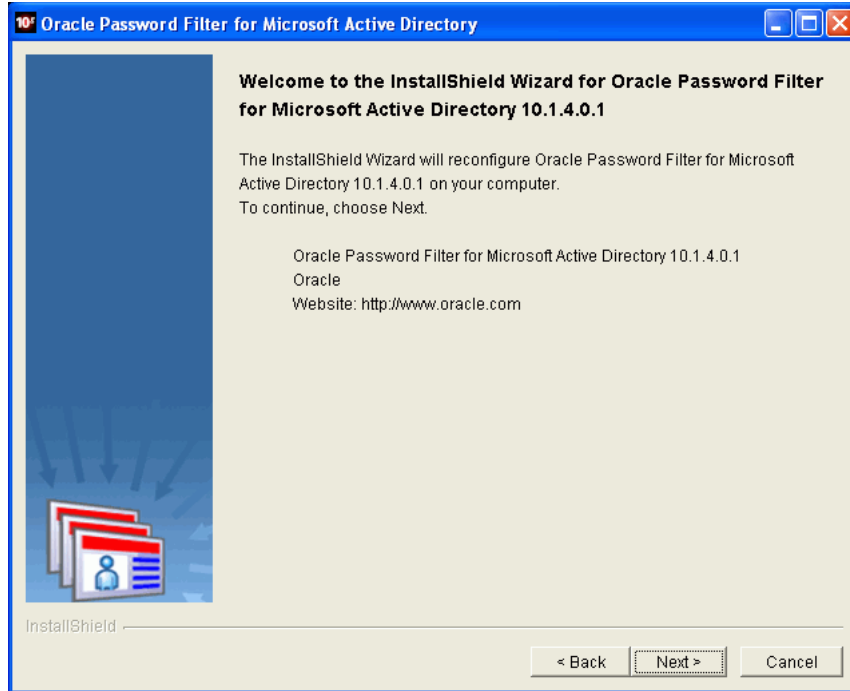 Oracle Password Filter for Microsoft Active Directory
Welcome to the InstallShield Wizard for Oracle Password Filter
for Microsoft Active Directory 10.1.4.0.1
The InstallShield Wizard will reconfigure Oracle Password Filter for Microsoft
Active Directory 10.1.4.0.1 on your computer.
To continue, choose Next.
Oracle Password Filter for Microsoft Active Directory 10.1.4.0.1
Oracle
Website: http://www.oracle.com
InstallShield
< Back Next > Cancel